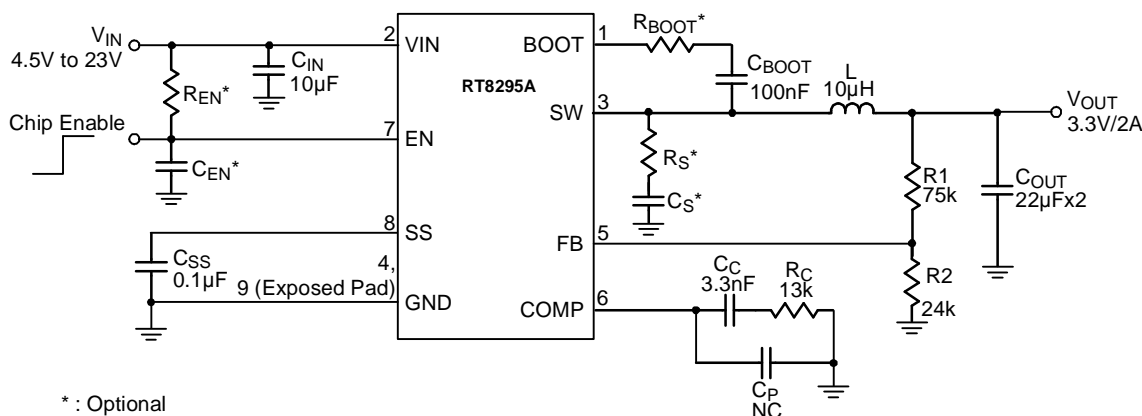 VIN
4.5V to 23V
REN*
CIN
10µF
Chip Enable
CEN*
2
VIN
7
EN
8
SS
CSS
0.1µF
4,
9 (Exposed Pad)
GND
RT8295A
BOOT
1
RBOOT*
CBOOT
100nF
SW
3
L
10µH
VOUT
3.3V/2A
RS*
CS*
R1
75k
COUT
22µFx2
FB
5
R2
24k
COMP
6
CC
3.3nF
RC
13k
CP
NC
* : Optional